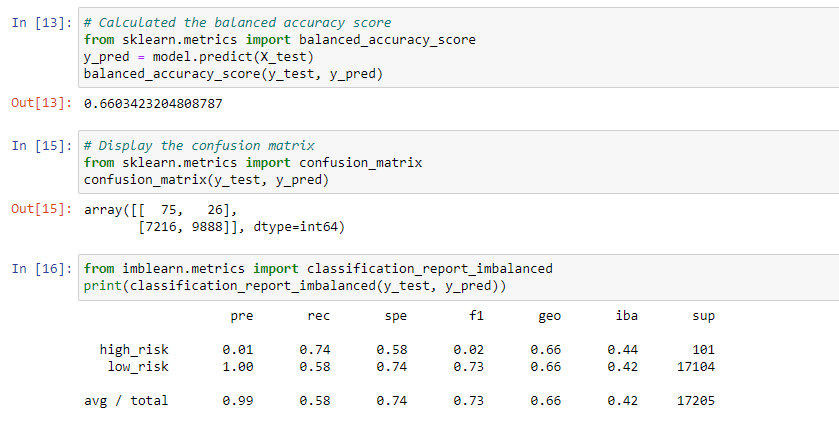 In [13]: # Calculated the balanced accuracy score
from sklearn.metrics import balanced_accuracy_score
y_pred = model.predict(X_test)
balanced_accuracy_score(y_test, y_pred)
Out[13]: 0.6603423204808787
In [15]: # Display the confusion matrix
from sklearn.metrics import confusion_matrix
confusion_matrix(y_test, y_pred)
Out[15]: array([[  75,   26],
       [7216, 9888]], dtype=int64)
In [16]: from imblearn.metrics import classification_report_imbalanced
print(classification_report_imbalanced(y_test, y_pred))
pre rec spe f1 geo iba sup
high_risk 0.01 0.74 0.58 0.02 0.66 0.44 101
low_risk 1.00 0.58 0.74 0.73 0.66 0.42 17104
avg / total 0.99 0.58 0.74 0.73 0.66 0.42 17205